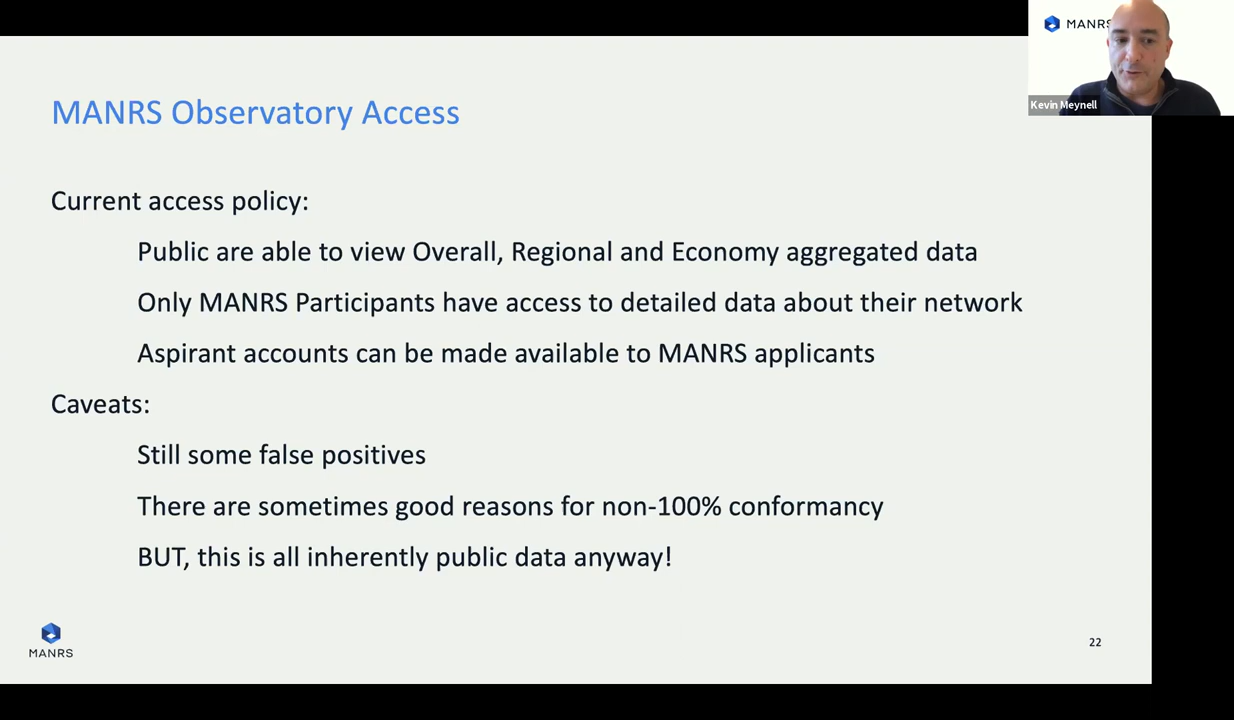 MANRS
Kevin Meynell
MANRS Observatory Access
Current access policy:
Public are able to view Overall, Regional and Economy aggregated data
Only MANRS Participants have access to detailed data about their network
Aspirant accounts can be made available to MANRS applicants
Caveats:
Still some false positives
There are sometimes good reasons for non-100% conformancy
BUT, this is all inherently public data anyway!
MANRS
22